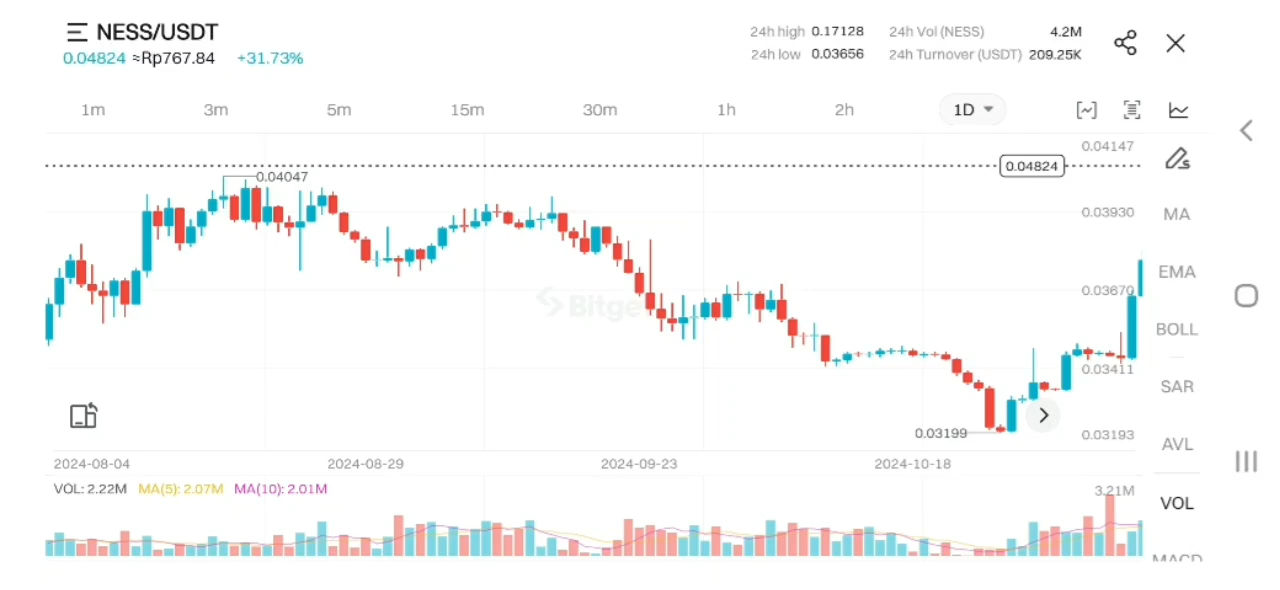 NESS/USDT
0.04824 ≈Rp767.84 +31.73%
24h high 0.17128 24h Vol (NESS) 4.2M
24h low 0.03656 24h Turnover (USDT) 209.25K
1m 3m 5m 15m 30m 1h 2h 1D
0.04147
0.04824
0.04047
0.03930
MA
EMA
0.03670
Bitge
BOLL
0.03411
SAR
0.03199
0.03193
AVL
2024-08-04 2024-08-29 2024-09-23 2024-10-18
VOL: 2.22M MA(5): 2.07M MA(10): 2.01M
3.21M
VOL
MACD